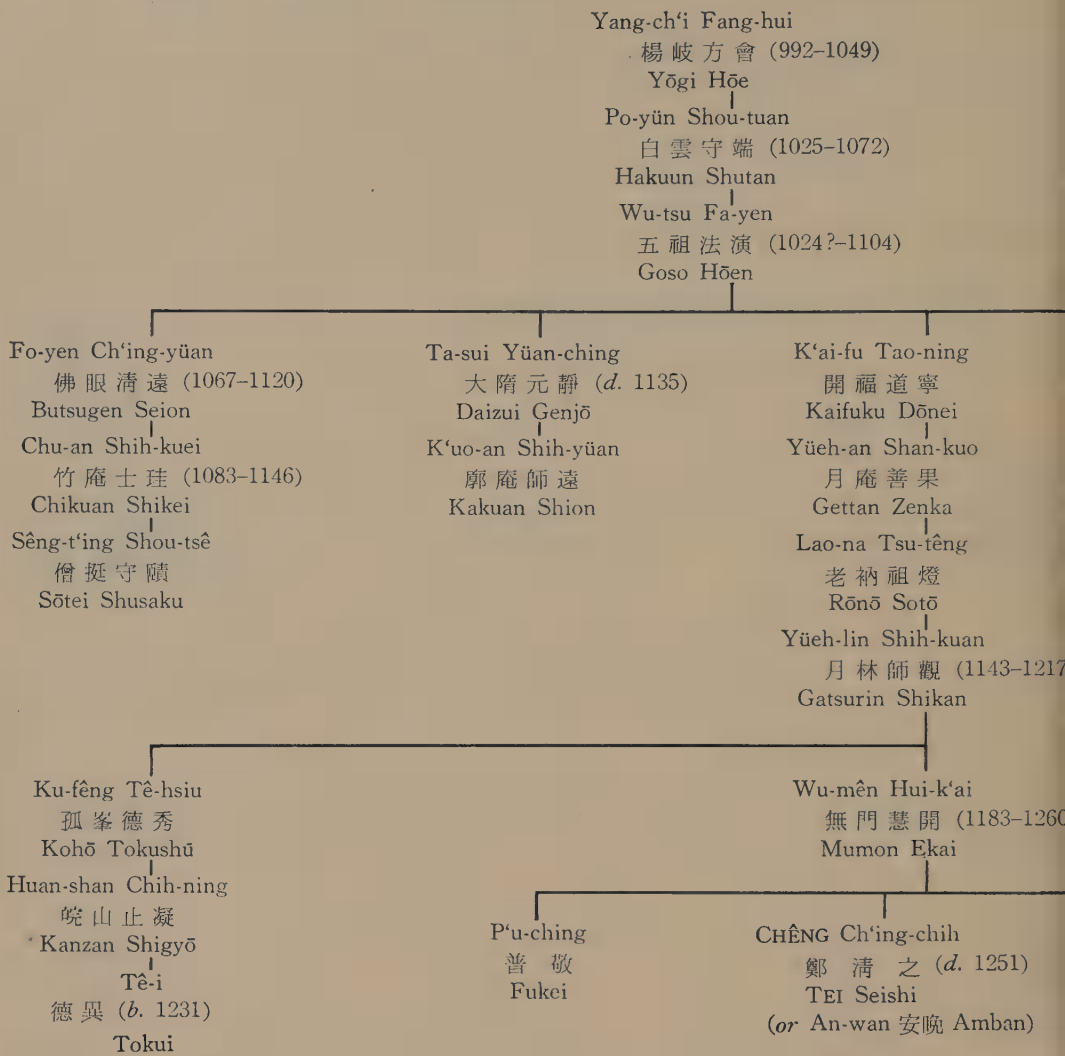 Yang-ch‘i Fang-hui
楊岐方會 (992–1049)
Yōgi Hōe
Po-yün Shou-tuan
白雲守端 (1025–1072)
Hakuun Shutan
Wu-tsu Fa-yen
五祖法演 (1024?–1104)
Goso Hōen
Fo-yen Ch‘ing-yüan
佛眼清遠 (1067–1120)
Butsugen Seion
Chu-an Shih-kuei
竹庵士珪 (1083–1146)
Chikuan Shikei
Sêng-t‘ing Shou-tsê
僧挺守賾
Sōtei Shusaku
Ta-sui Yüan-ching
大隋元靜 (d. 1135)
Daizui Genjō
K‘uo-an Shih-yüan
廓庵師遠
Kakuan Shion
K‘ai-fu Tao-ning
開福道寧
Kaifuku Dōnei
Yüeh-an Shan-kuo
月庵善果
Gettan Zenka
Lao-na Tsu-têng
老衲祖燈
Rōnō Sotō
Yüeh-lin Shih-kuan
月林師觀 (1143–1217
Gatsurin Shikan
Ku-fêng Tê-hsiu
孤峯德秀
Kohō Tokushū
Huan-shan Chih-ning
皖山止凝
Kanzan Shigyō
Tê-i
德異 (b. 1231)
Tokui
Wu-mên Hui-k‘ai
無門慧開 (1183–1260
Mumon Ekai
P‘u-ching
普敬
Fukei
CHÊNG Ch‘ing-chih
鄭清之 (d. 1251)
TEI Seishi
(or An-wan 安晚 Amban)